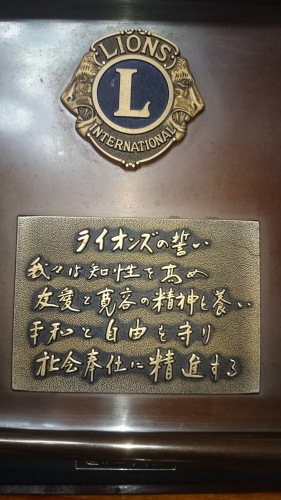 LIONS
L
INTERNATIONAL
ライオンズの誓い
我々は知性を高め
友愛と寛容の精神を養い
平和と自由を守り
社会奉仕に精進する